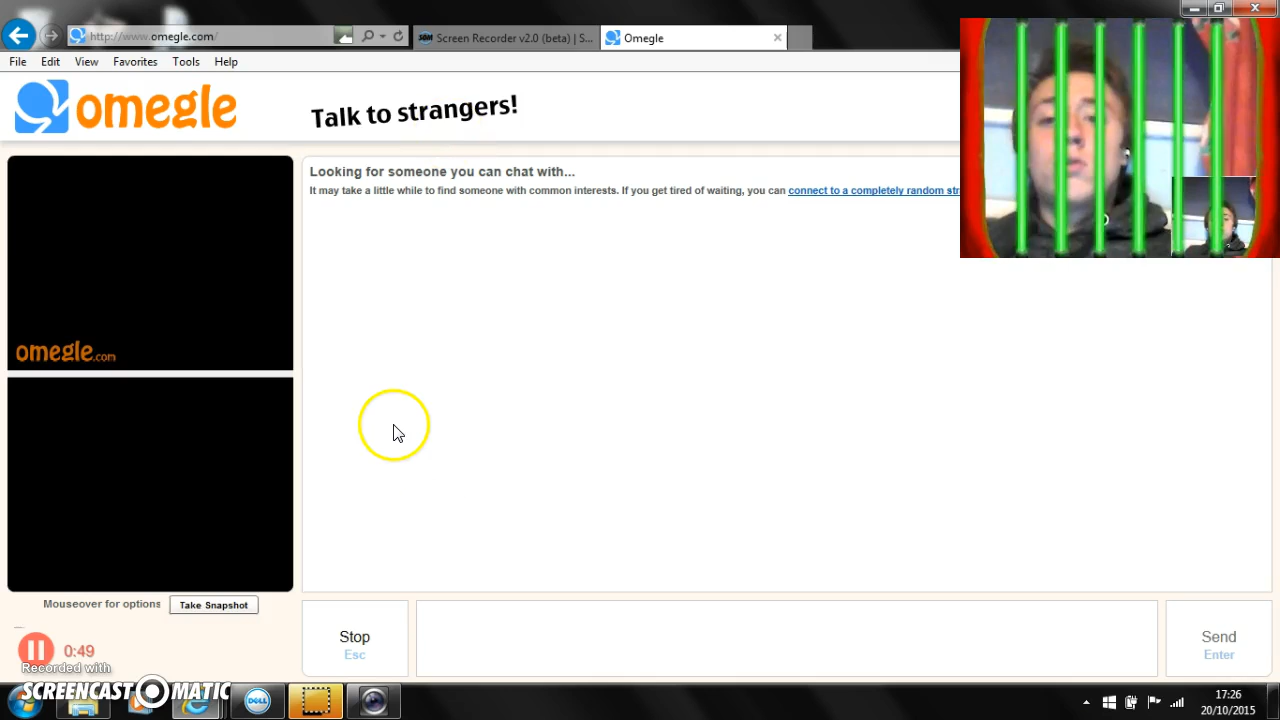 http://www.omegle.com/
Screen Recorder v2.0 (beta) | S...
Omegle
File Edit View Favorites Tools Help
omegle
Talk to strangers!
Looking for someone you can chat with...
It may take a little while to find someone with common interests. If you get tired of waiting, you can connect to a completely random str
omegle.com
Mouseover for options
Take Snapshot
Stop
Esc
Send
Enter
0:49
Recorded with
SCREENCAST O MATIC
DELL
17:26
20/10/2015